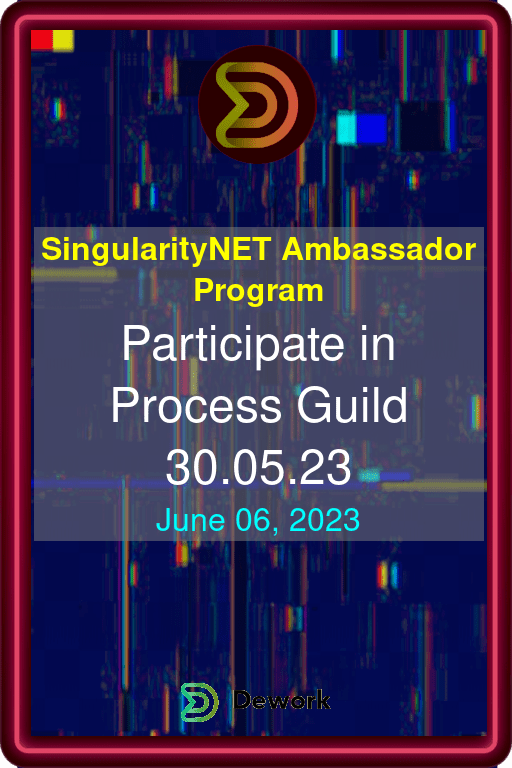 SingularityNET Ambassador
Program
Participate in
Process Guild
30.05.23
June 06, 2023
Dework